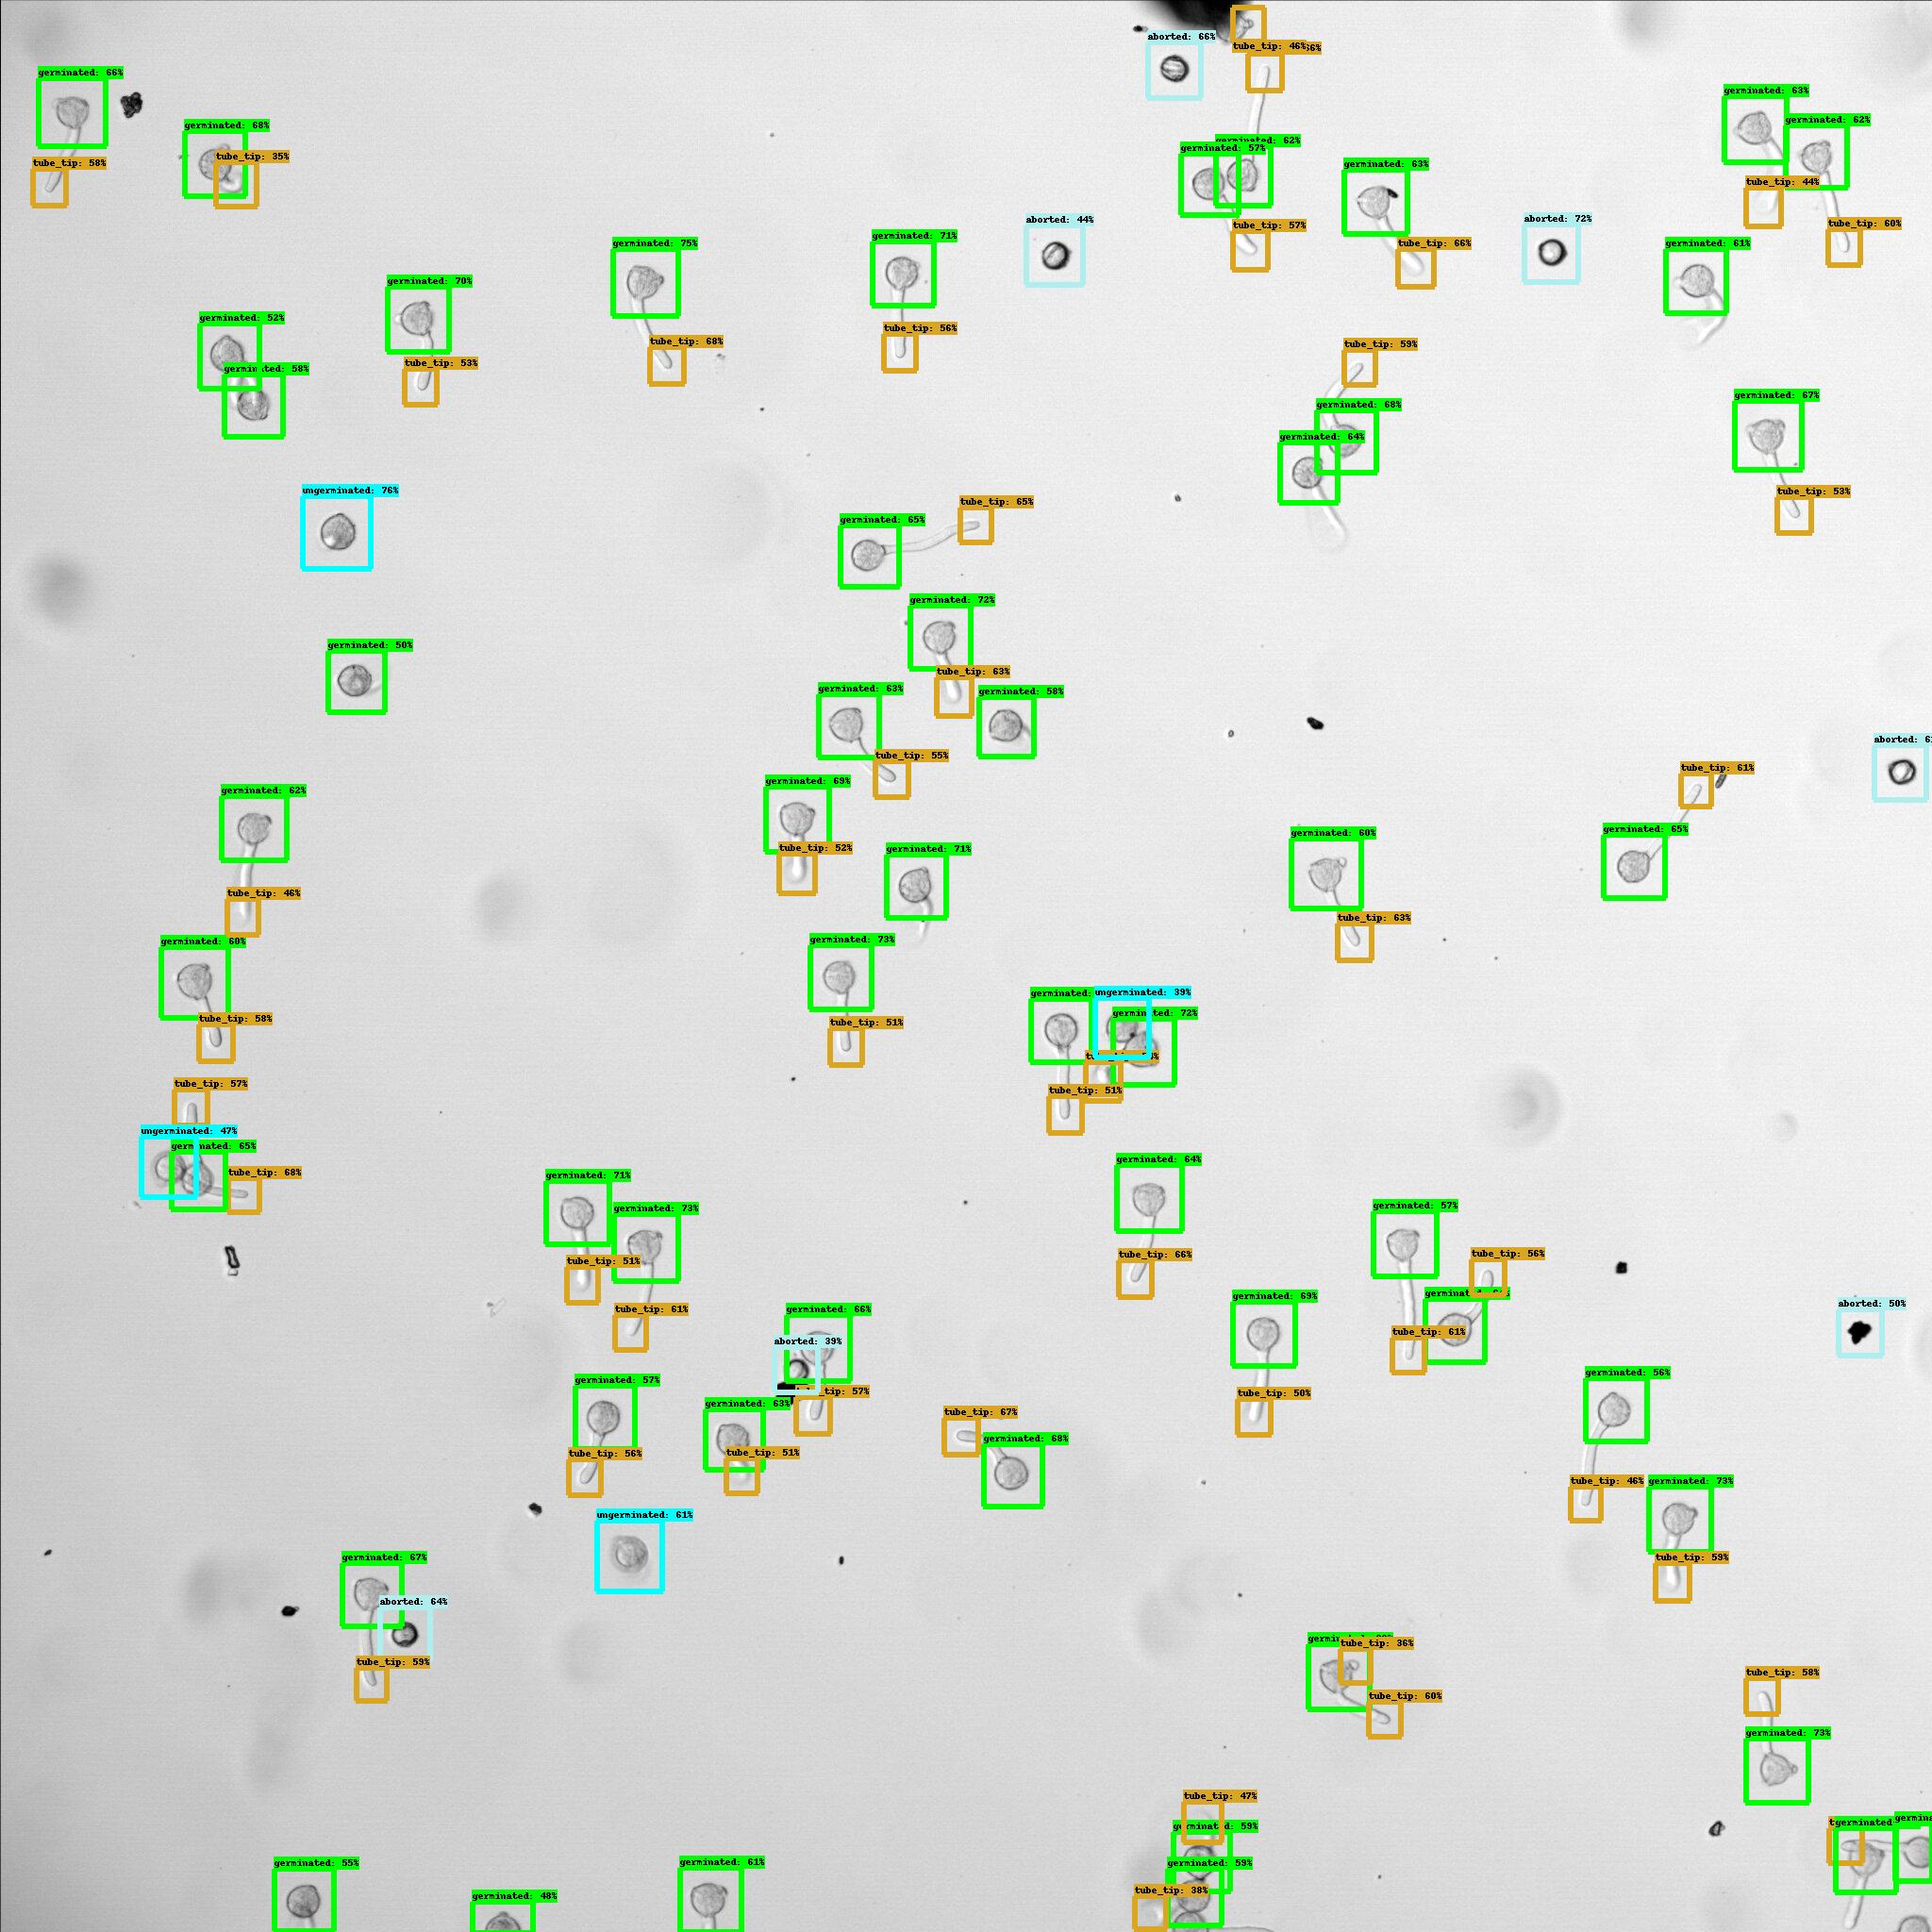 tube_tip: 46%
aborted: 66%
germinated: 66%
germinated: 63%
germinated: 62%
germinated: 68%
tube_tip: 35%
germinated: 62%
germinated: 57%
tube_tip: 58%
germinated: 63%
tube_tip: 44%
aborted: 44%
tube_tip: 57%
aborted: 72%
tube_tip: 60%
germinated: 75%
germinated: 71%
tube_tip: 66%
germinated: 61%
germinated: 70%
germinated: 52%
tube_tip: 56%
tube_tip: 68%
tube_tip: 59%
tube_tip: 53%
germinated: 58%
germinated: 67%
germinated: 68%
germinated: 64%
ungerminated: 76%
tube_tip: 65%
tube_tip: 53%
germinated: 65%
germinated: 72%
germinated: 50%
tube_tip: 63%
germinated: 63%
germinated: 58%
aborted:
tube_tip: 55%
tube_tip: 61%
germinated: 69%
germinated: 62%
germinated: 65%
germinated: 60%
tube_tip: 52%
germinated: 71%
tube_tip: 46%
tube_tip: 63%
germinated: 60%
germinated: 73%
germinated:
ungerminated: 39%
germinated: 72%
tube_tip: 58%
tube_tip: 51%
tube_tip: 57%
tube_tip: 51%
ungerminated: 47%
germinated: 65%
germinated: 64%
tube_tip: 68%
germinated: 71%
germinated: 73%
germinated: 57%
tube_tip: 66%
tube_tip: 56%
tube_tip: 51%
germinated: 69%
aborted: 50%
tube_tip: 61%
germinated: 66%
tube_tip: 61%
aborted: 39%
germinated: 56%
germinated: 57%
tube_tip: 57%
tube_tip: 50%
germinated: 63%
tube_tip: 67%
germinated: 68%
tube_tip: 56%
tube_tip: 51%
tube_tip: 46%
germinated: 73%
ungerminated: 61%
germinated: 67%
tube_tip: 59%
aborted: 64%
tube_tip: 36%
tube_tip: 59%
tube_tip: 58%
tube_tip: 60%
germinated: 73%
tube_tip: 47%
germinated: 59%
germinated
germinated: 59%
germinated: 55%
germinated: 61%
tube_tip: 38%
germinated: 48%